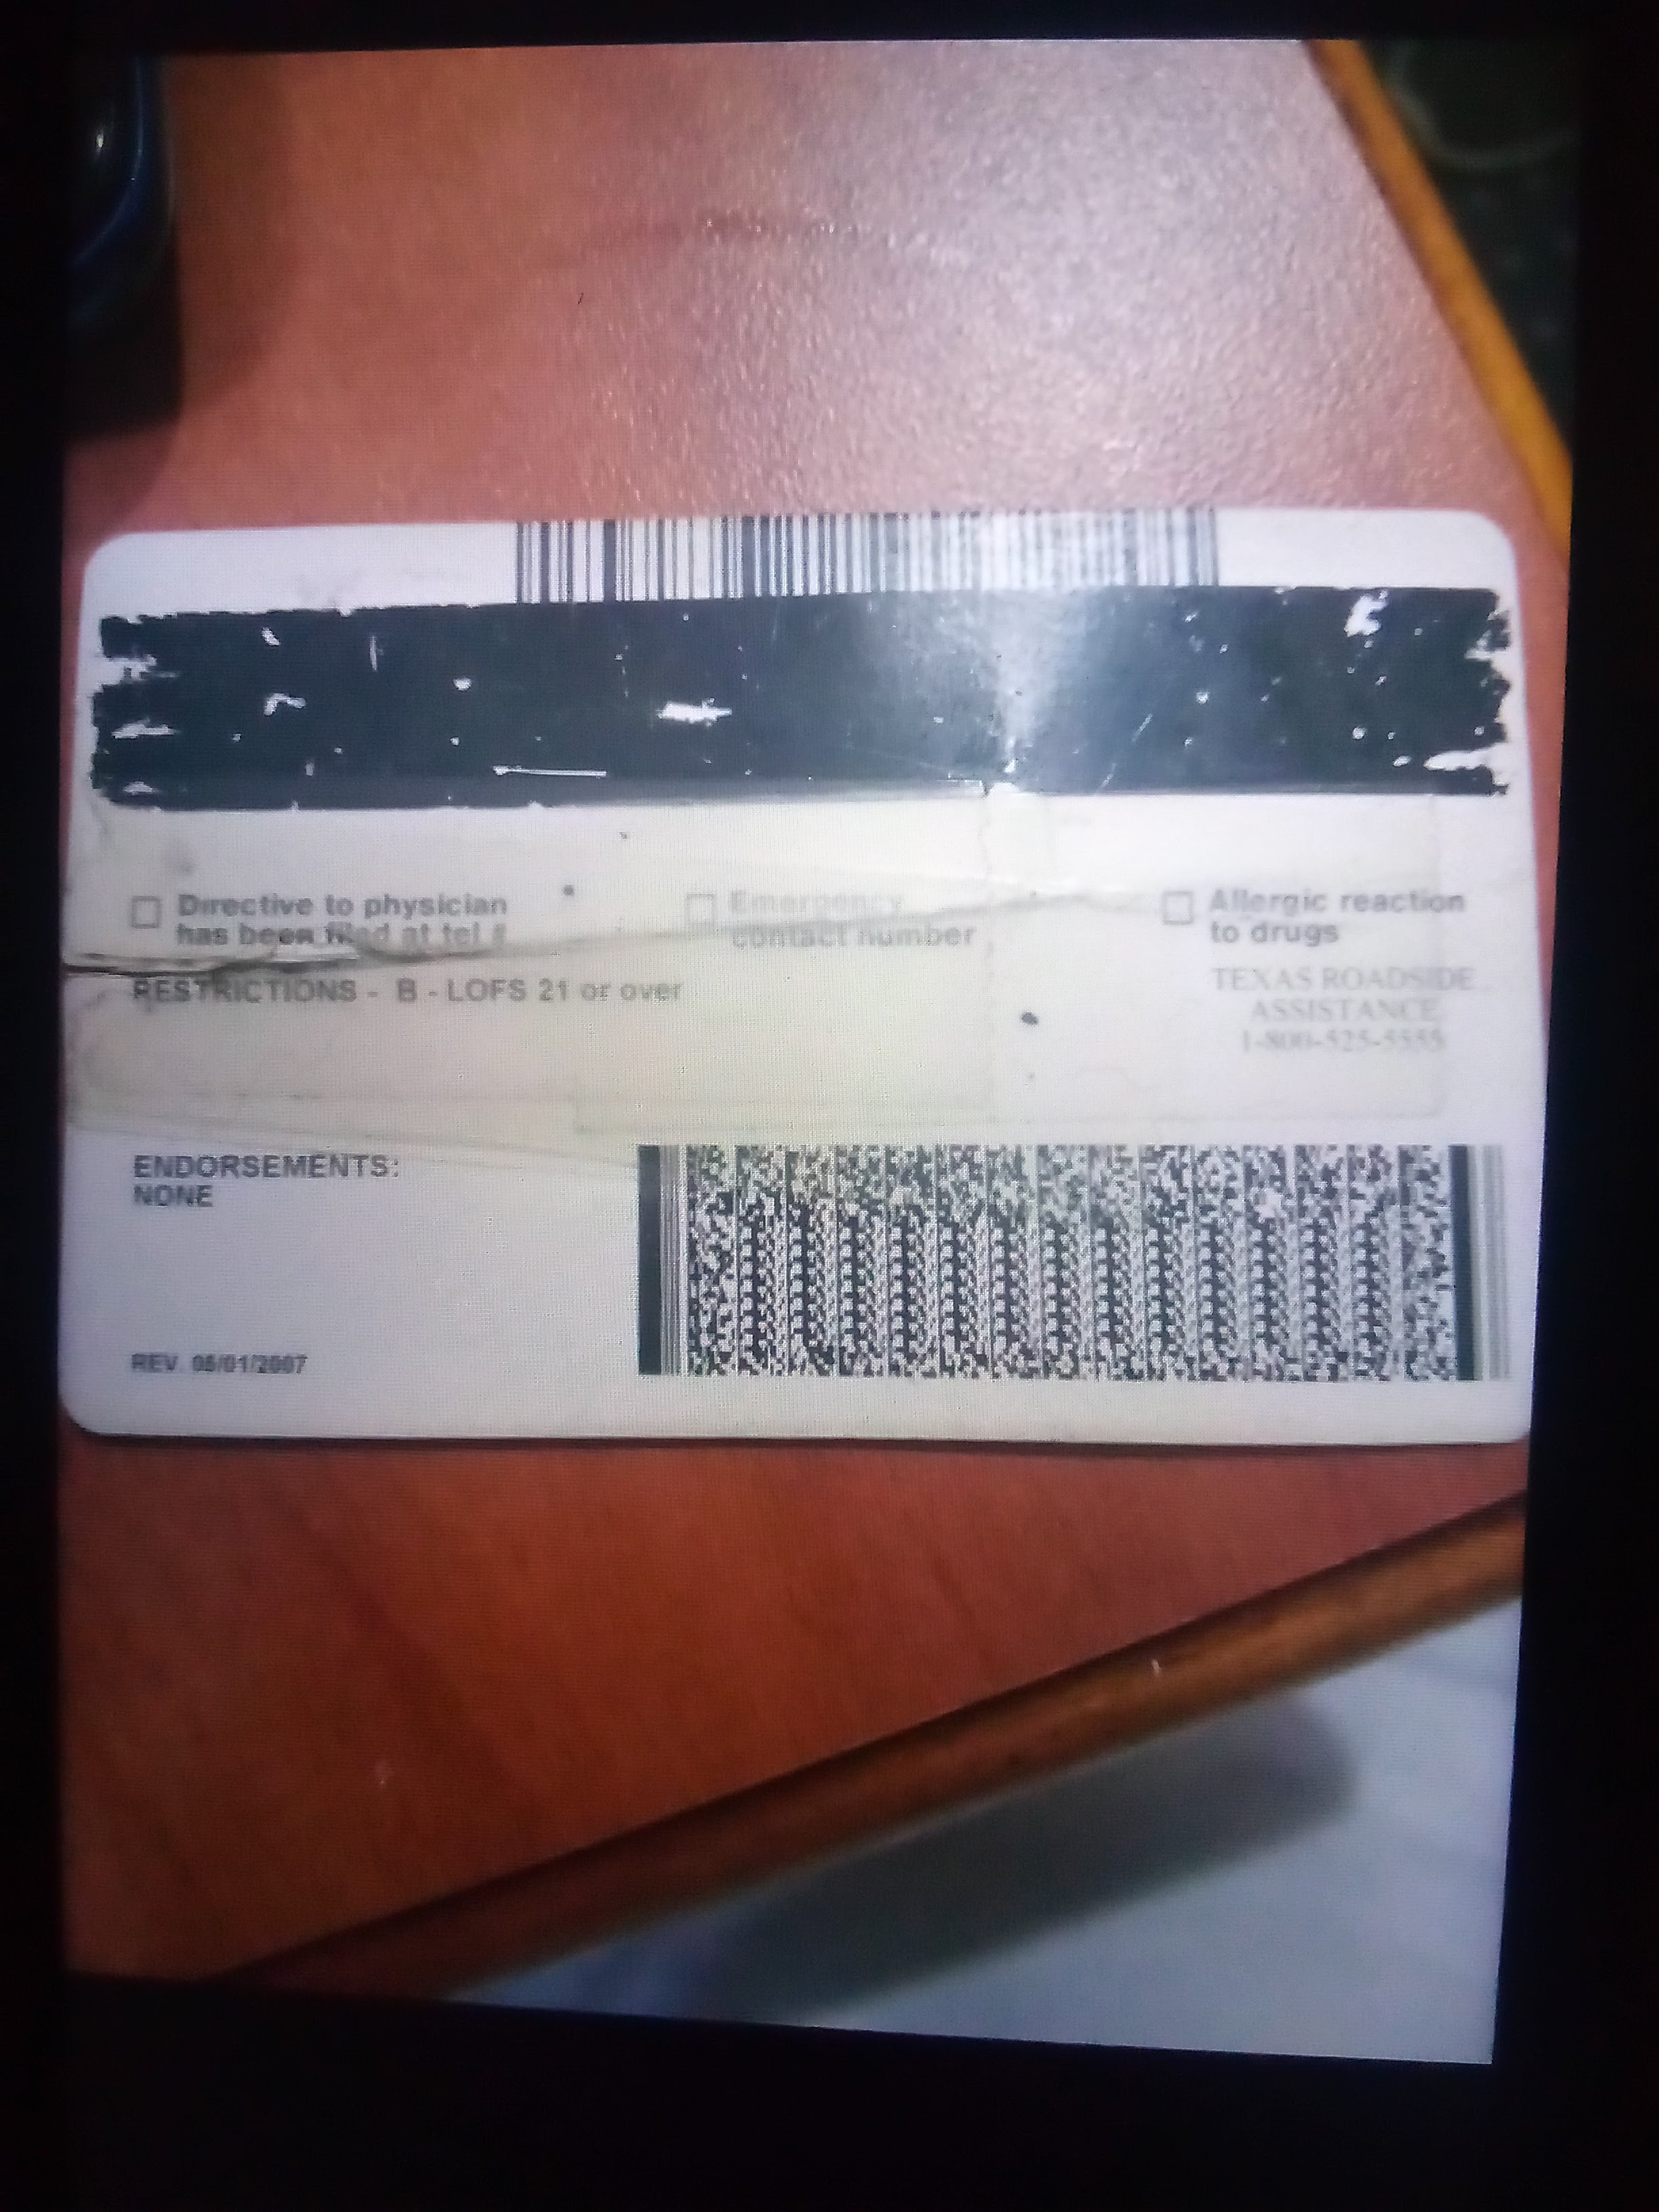 Directive to physician
has been filed at tel #
Emergency
contact number
Allergic reaction
to drugs
RESTRICTIONS - B - LOFS 21 or over
TEXAS ROADSIDE
ASSISTANCE
1-800-525-5555
ENDORSEMENTS:
NONE
REV. 05/01/2007